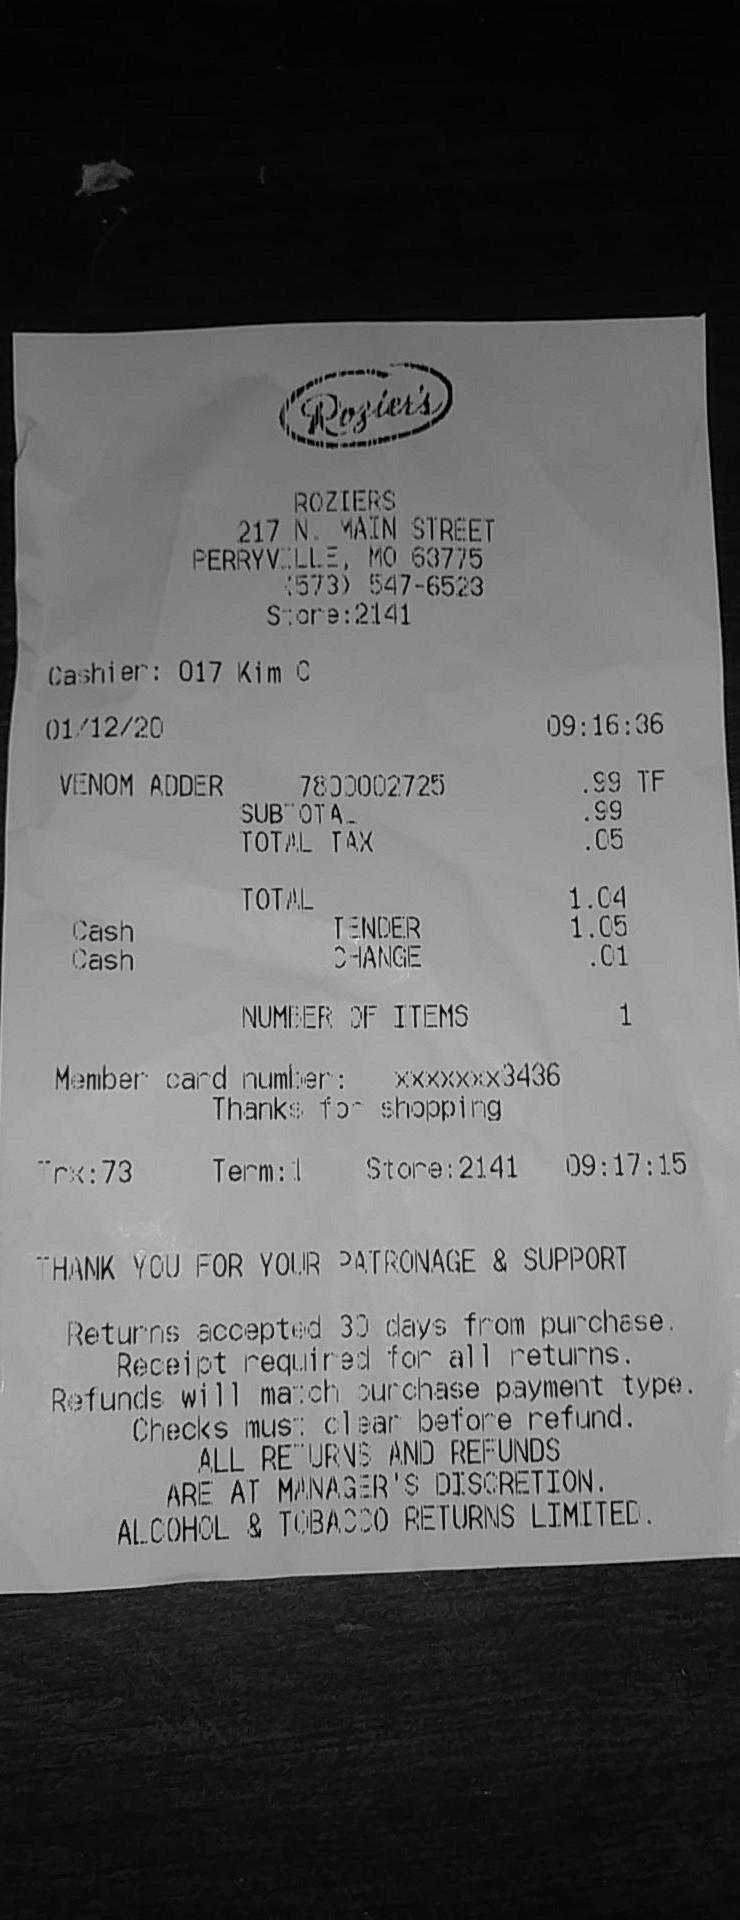 Rozier's
ROZIERS
217 N. MAIN STREET
PERRYVILLE, MO 63775
(573) 547-6523
Store:2141
Cashier: 017 Kim C
01/12/20 09:16:36
VENOM ADDER 7800002725 .99 TF
SUBTOTAL .99
TOTAL TAX .05
TOTAL 1.04
Cash TENDER 1.05
Cash CHANGE .01
NUMBER OF ITEMS 1
Member card number: xxxxxxx3436
Thanks for shopping
Trx:73 Term:1 Store:2141 09:17:15
THANK YOU FOR YOUR PATRONAGE & SUPPORT
Returns accepted 30 days from purchase.
Receipt required for all returns.
Refunds will match purchase payment type.
Checks must clear before refund.
ALL RETURNS AND REFUNDS
ARE AT MANAGER'S DISCRETION.
ALCOHOL & TOBACCO RETURNS LIMITED.